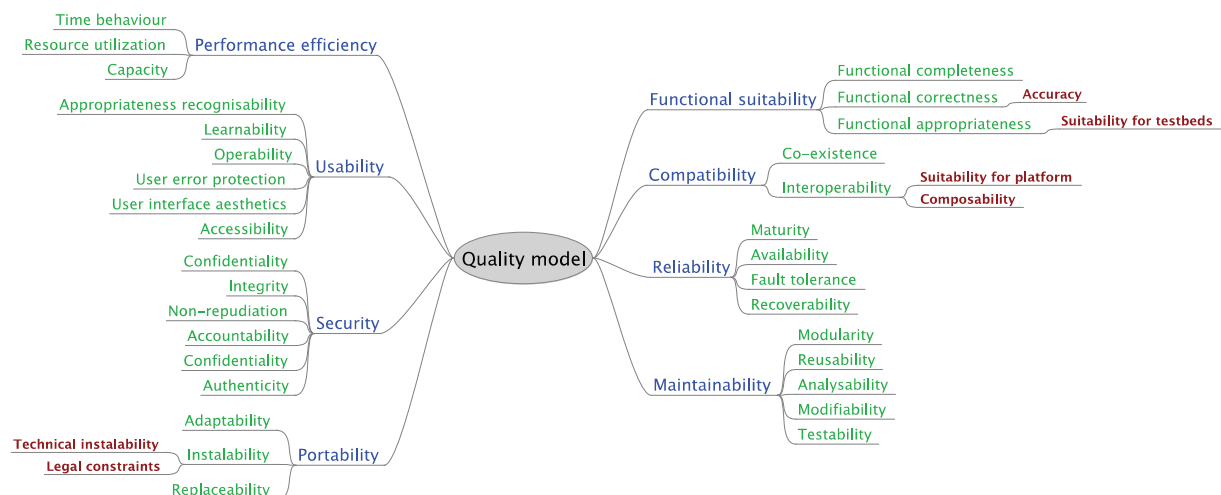 Time behaviour
Resource utilization
Capacity
Performance efficiency
Appropriateness recognisability
Learnability
Operability
User error protection
User interface aesthetics
Accessibility
Usability
Confidentiality
Integrity
Non-repudiation
Accountability
Confidentiality
Authenticity
Security
Adaptability
Technical instalability
Legal constraints
Instalability
Replaceability
Portability
Quality model
Functional suitability
Functional completeness
Functional correctness
Accuracy
Functional appropriateness
Suitability for testbeds
Compatibility
Co-existence
Interoperability
Suitability for platform
Composability
Reliability
Maturity
Availability
Fault tolerance
Recoverability
Maintainability
Modularity
Reusability
Analysability
Modifiability
Testability